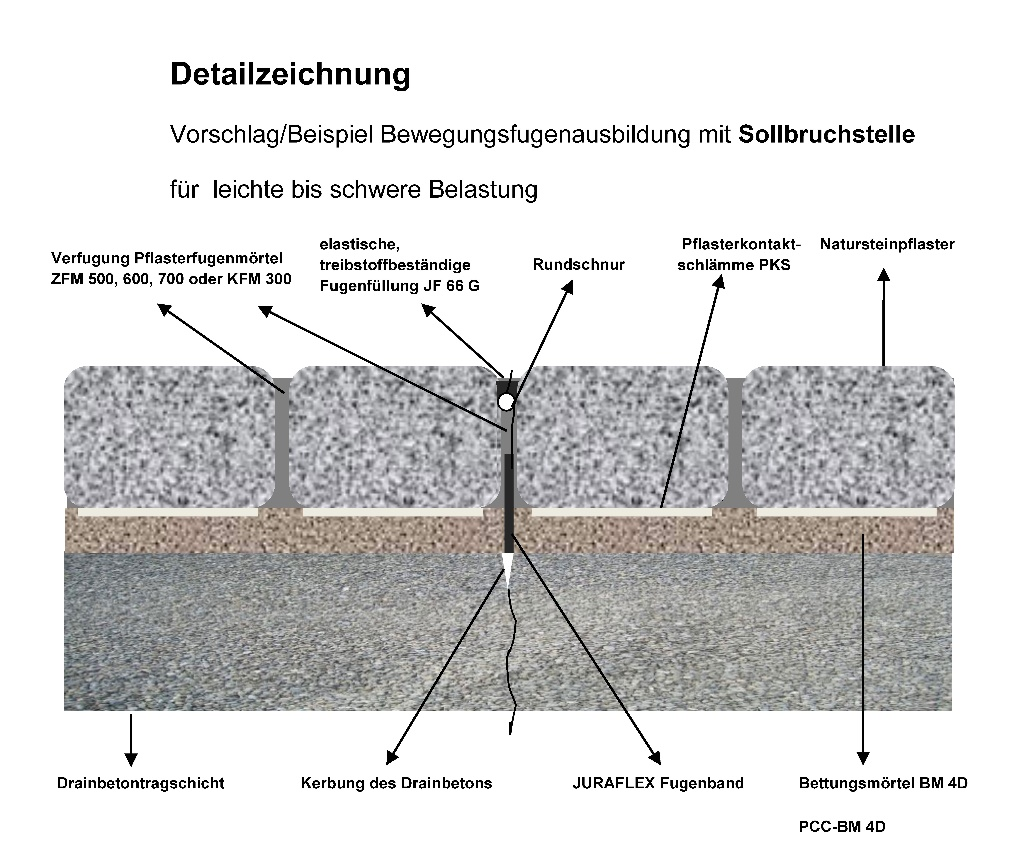 Detailzeichnung
Vorschlag/Beispiel Bewegungsfugenausbildung mit Sollbruchstelle
für leichte bis schwere Belastung
Verfugung Pflasterfugenmörtel
ZFM 500, 600, 700 oder KFM 300
elastische,
treibstoffbeständige
Fugenfüllung JF 66 G
Rundschnur
Pflasterkontakt-
schlämme PKS
Natursteinpflaster
Drainbetontragschicht
Kerbung des Drainbetons
JURAFLEX Fugenband
Bettungsmörtel BM 4D
PCC-BM 4D